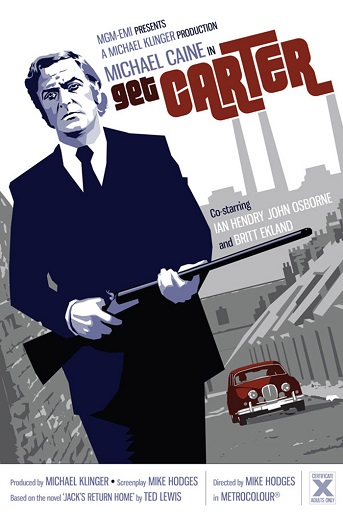 MGM-EMI PRESENTS
A MICHAEL KLINGER PRODUCTION
MICHAEL CAINE IN
get CARTER
Co-starring
IAN HENDRY JOHN OSBORNE
and BRITT EKLAND
Produced by MICHAEL KLINGER • Screenplay MIKE HODGES
Based on the novel 'JACK'S RETURN HOME' by TED LEWIS
Directed by MIKE HODGES
in METROCOLOUR®
CERTIFICATE
X
ADULTS ONLY